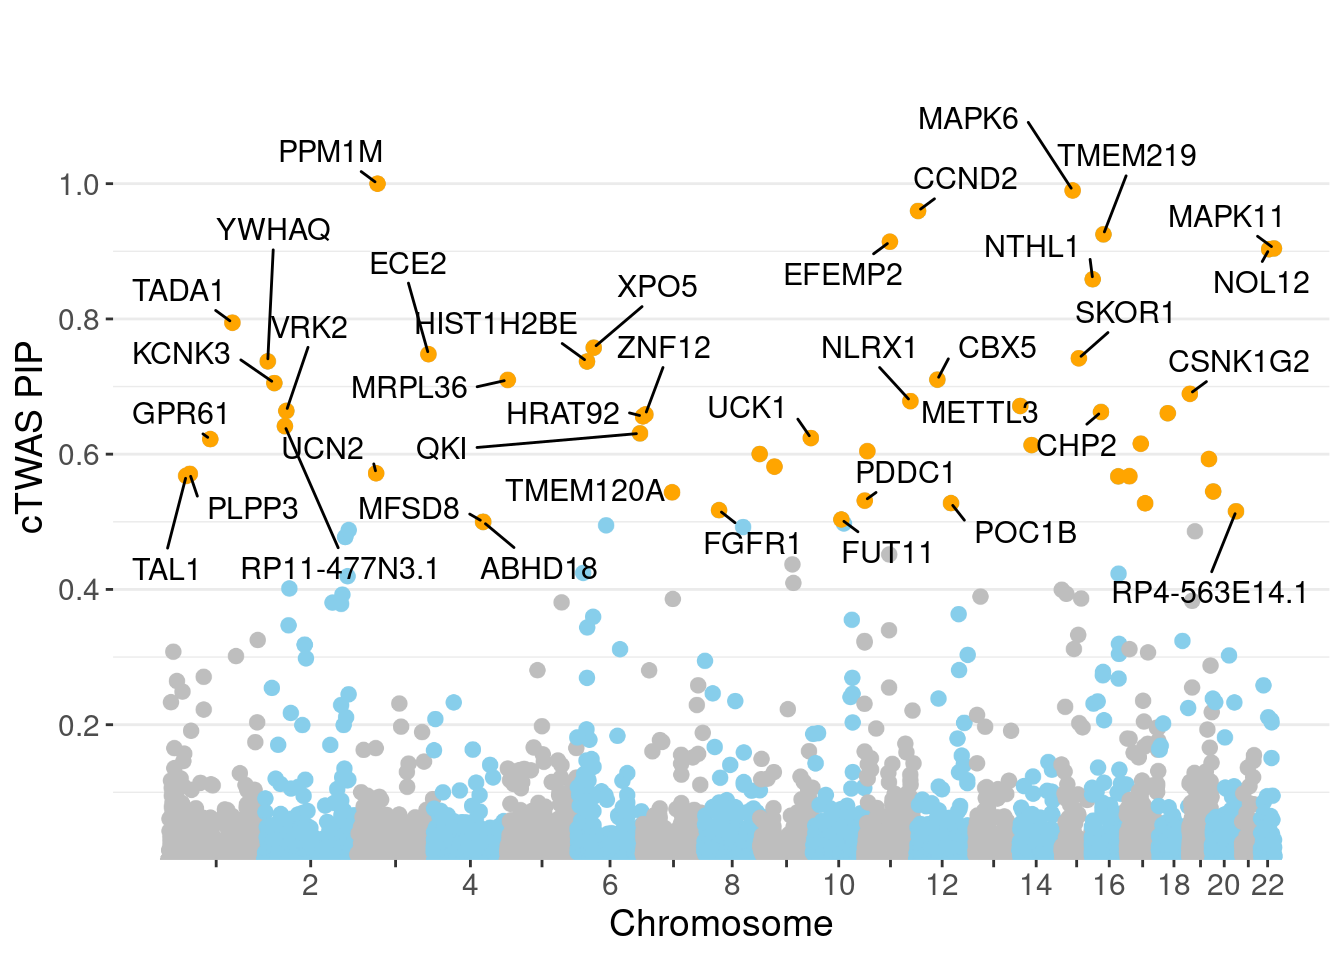 MAPK6
PPM1M
TMEM219
1.0
CCND2
YWHAQ
MAPK11
ECE2
NTHL1
EFEMP2
TADA1
XPO5
NOL12
0.8
VRK2
HIST1H2BE
SKOR1
KCNK3
ZNF12
NLRX1
CBX5
CSNK1G2
MRPL36
GPR61
HRAT92
UCK1
METTL3
0.6
UCN2
QKI
CHP2
PDDC1
TMEM120A
PLPP3
MFSD8
POC1B
FGFR1
FUT11
TAL1
RP11-477N3.1
ABHD18
0.4
RP4-563E14.1
0.2
cTWAS PIP
2 4 6 8 10 12 14 16 18 20 22
Chromosome